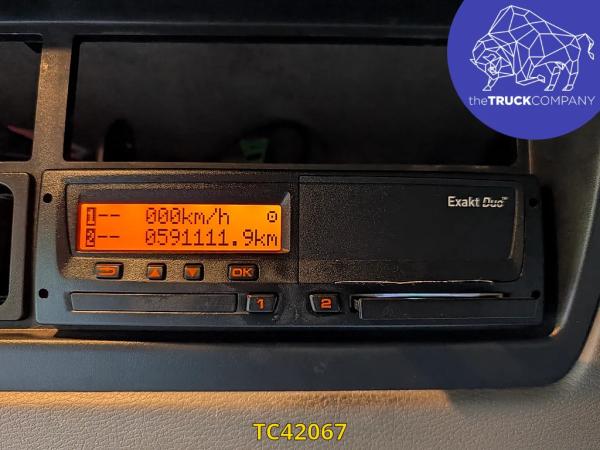 theTRUCKCOMPANY
Exakt Duo
1-- 000km/h
2-- 0591111.9km
OK
1
2
TC42067